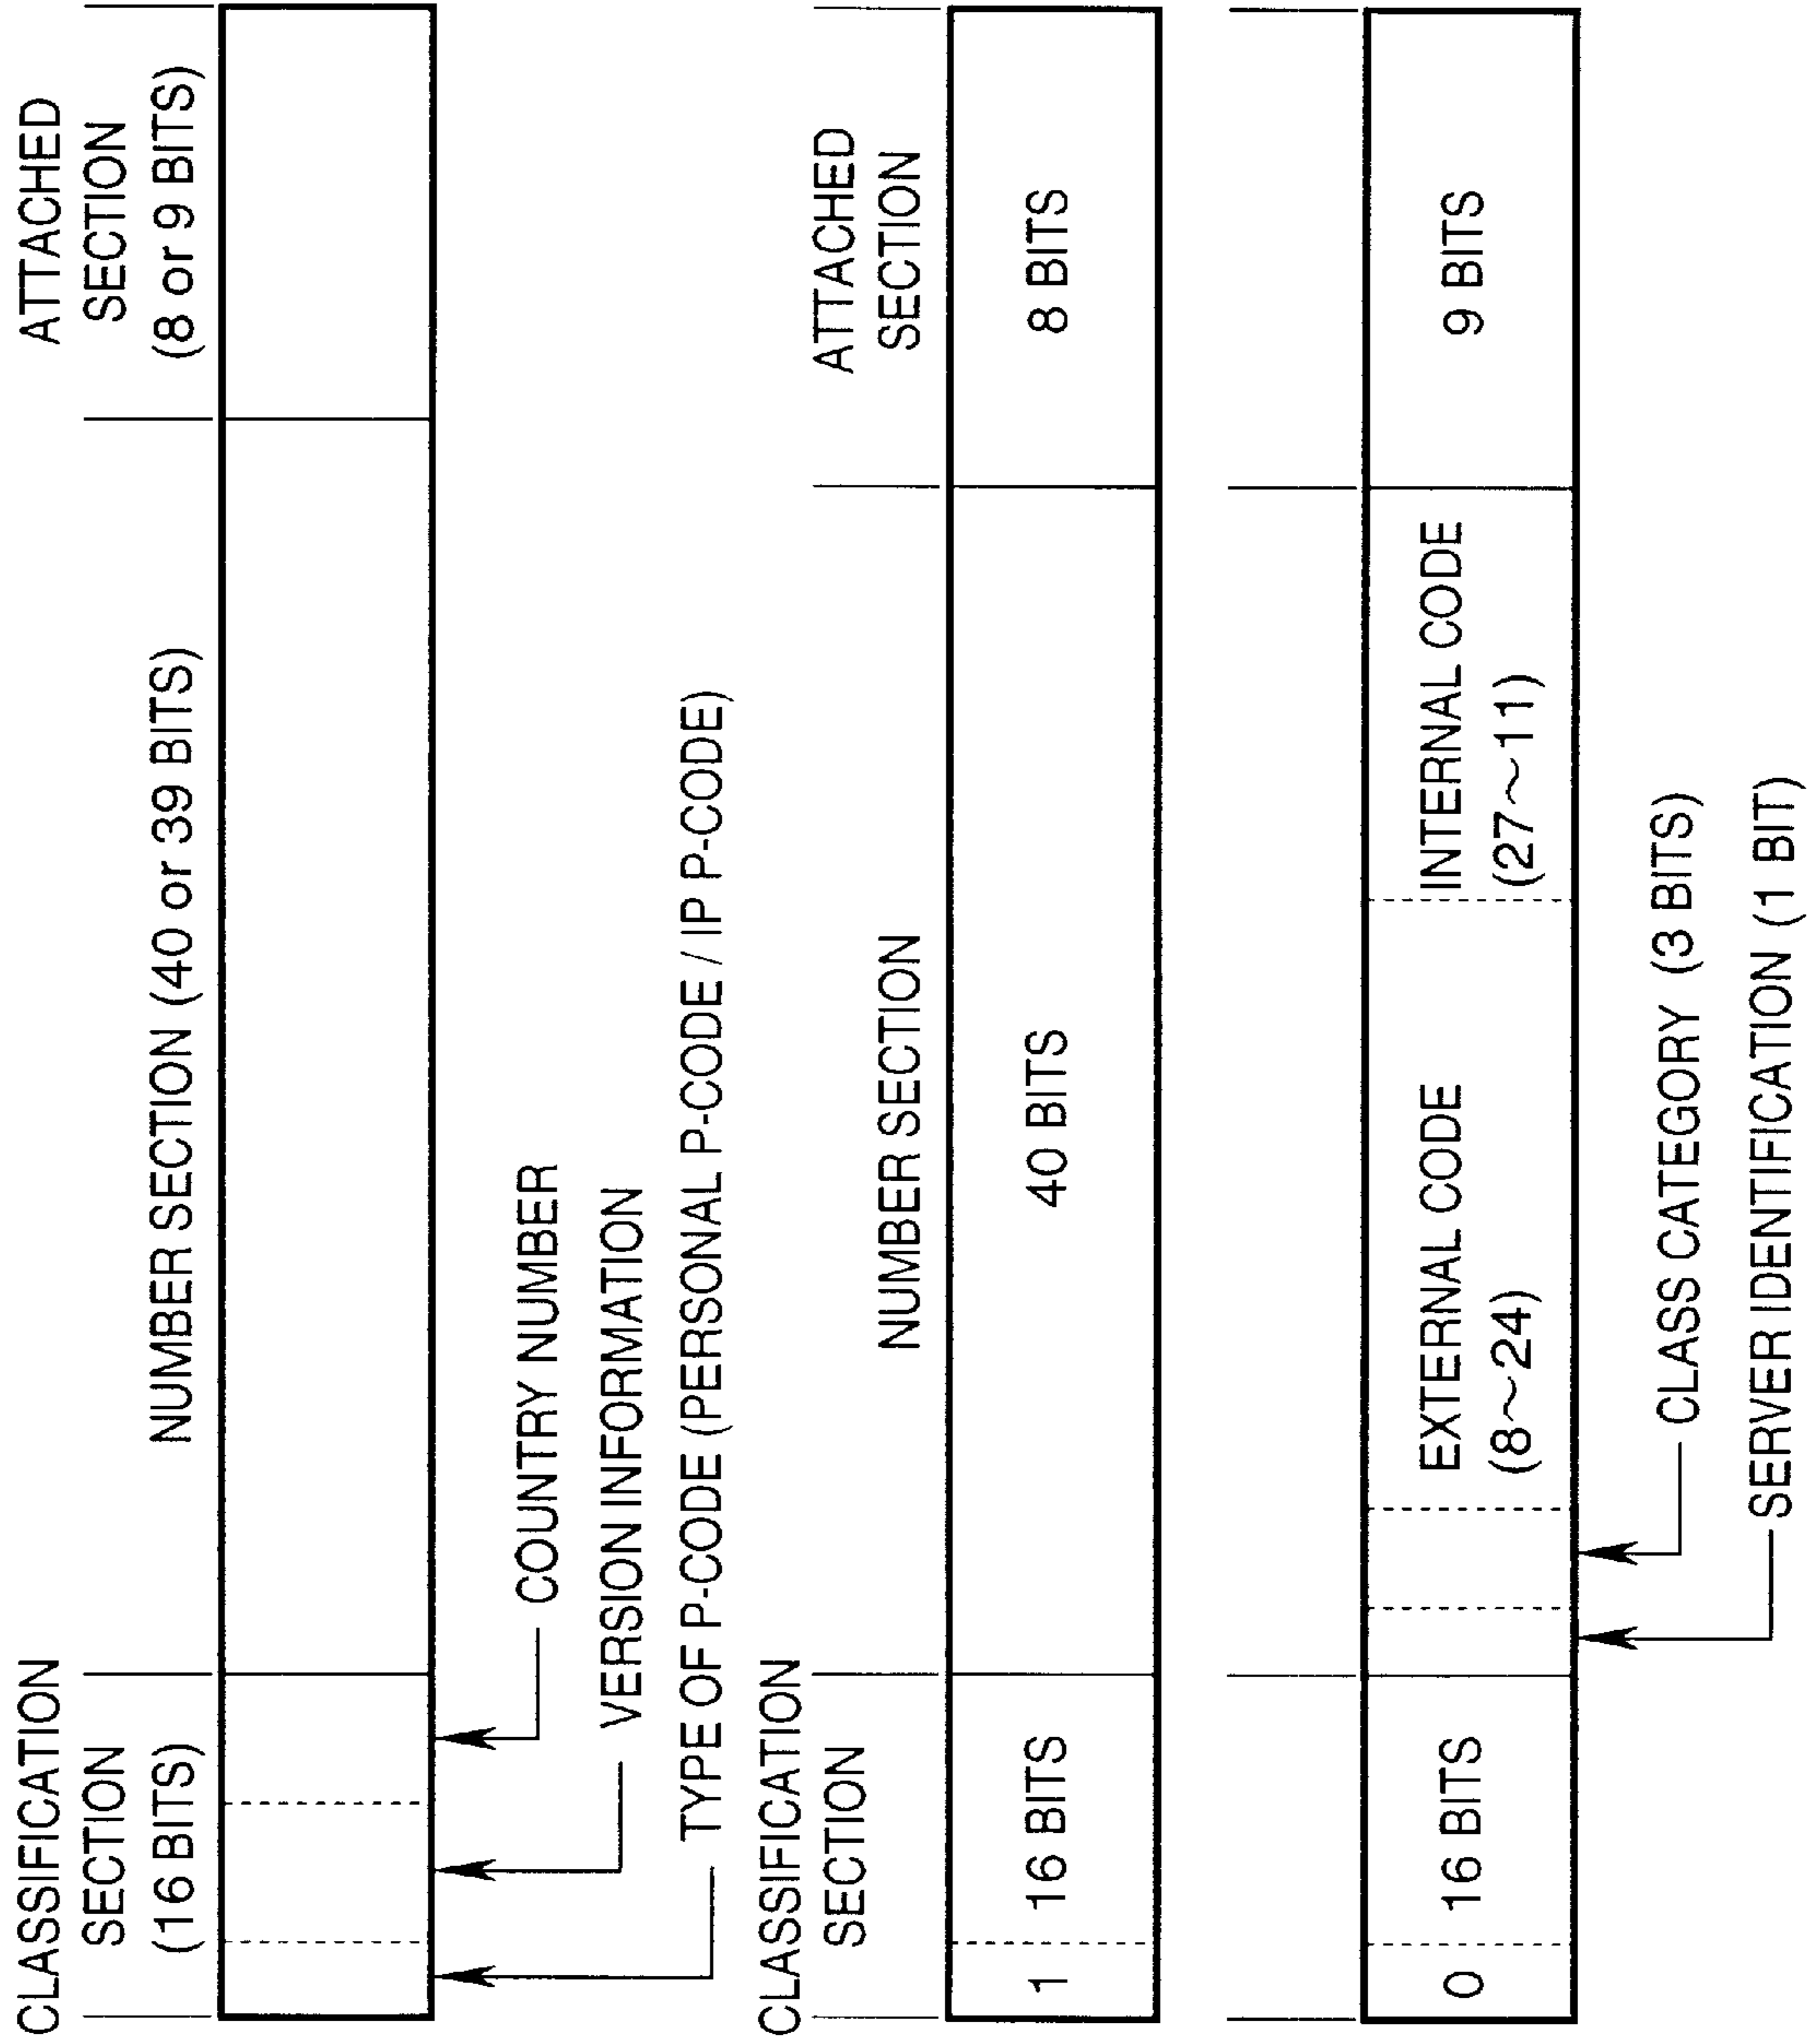 CLASSIFICATION
SECTION
(16 BITS)
NUMBER SECTION (40 or 39 BITS)
ATTACHED
SECTION
(8 or 9 BITS)
COUNTRY NUMBER
VERSION INFORMATION
TYPE OF P-CODE (PERSONAL P-CODE / IP P-CODE)
CLASSIFICATION
SECTION
NUMBER SECTION
ATTACHED
SECTION
1
16 BITS
40 BITS
8 BITS
0
16 BITS
EXTERNAL CODE
(8~24)
INTERNAL CODE
(27~11)
9 BITS
CLASS CATEGORY (3 BITS)
SERVER IDENTIFICATION (1 BIT)